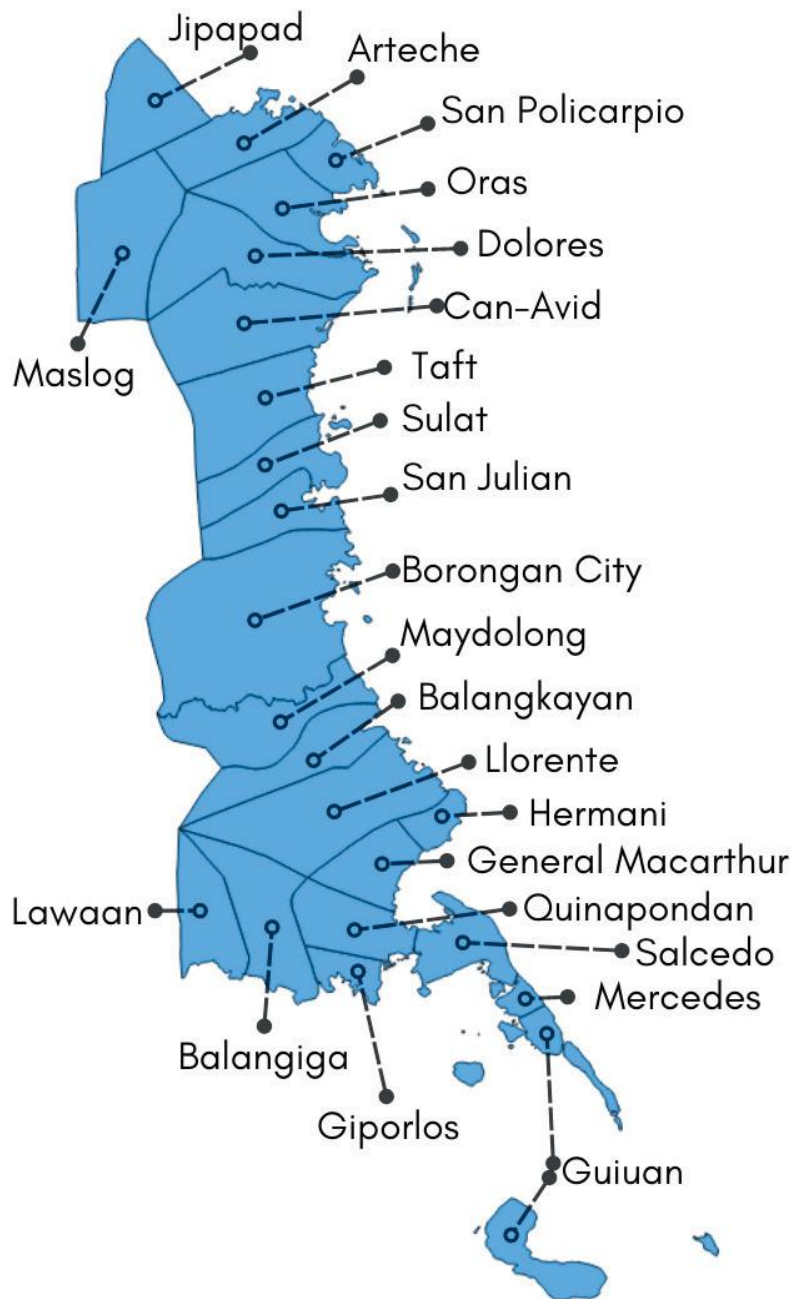 Jipapad
Arteche
San Policarpio
Oras
Dolores
Can-Avid
Maslog
Taft
Sulat
San Julian
Borongan City
Maydolong
Balangkayan
Llorente
Hermani
General Macarthur
Lawaan
Quinapondan
Salcedo
Mercedes
Balangiga
Giporlos
Guiuan